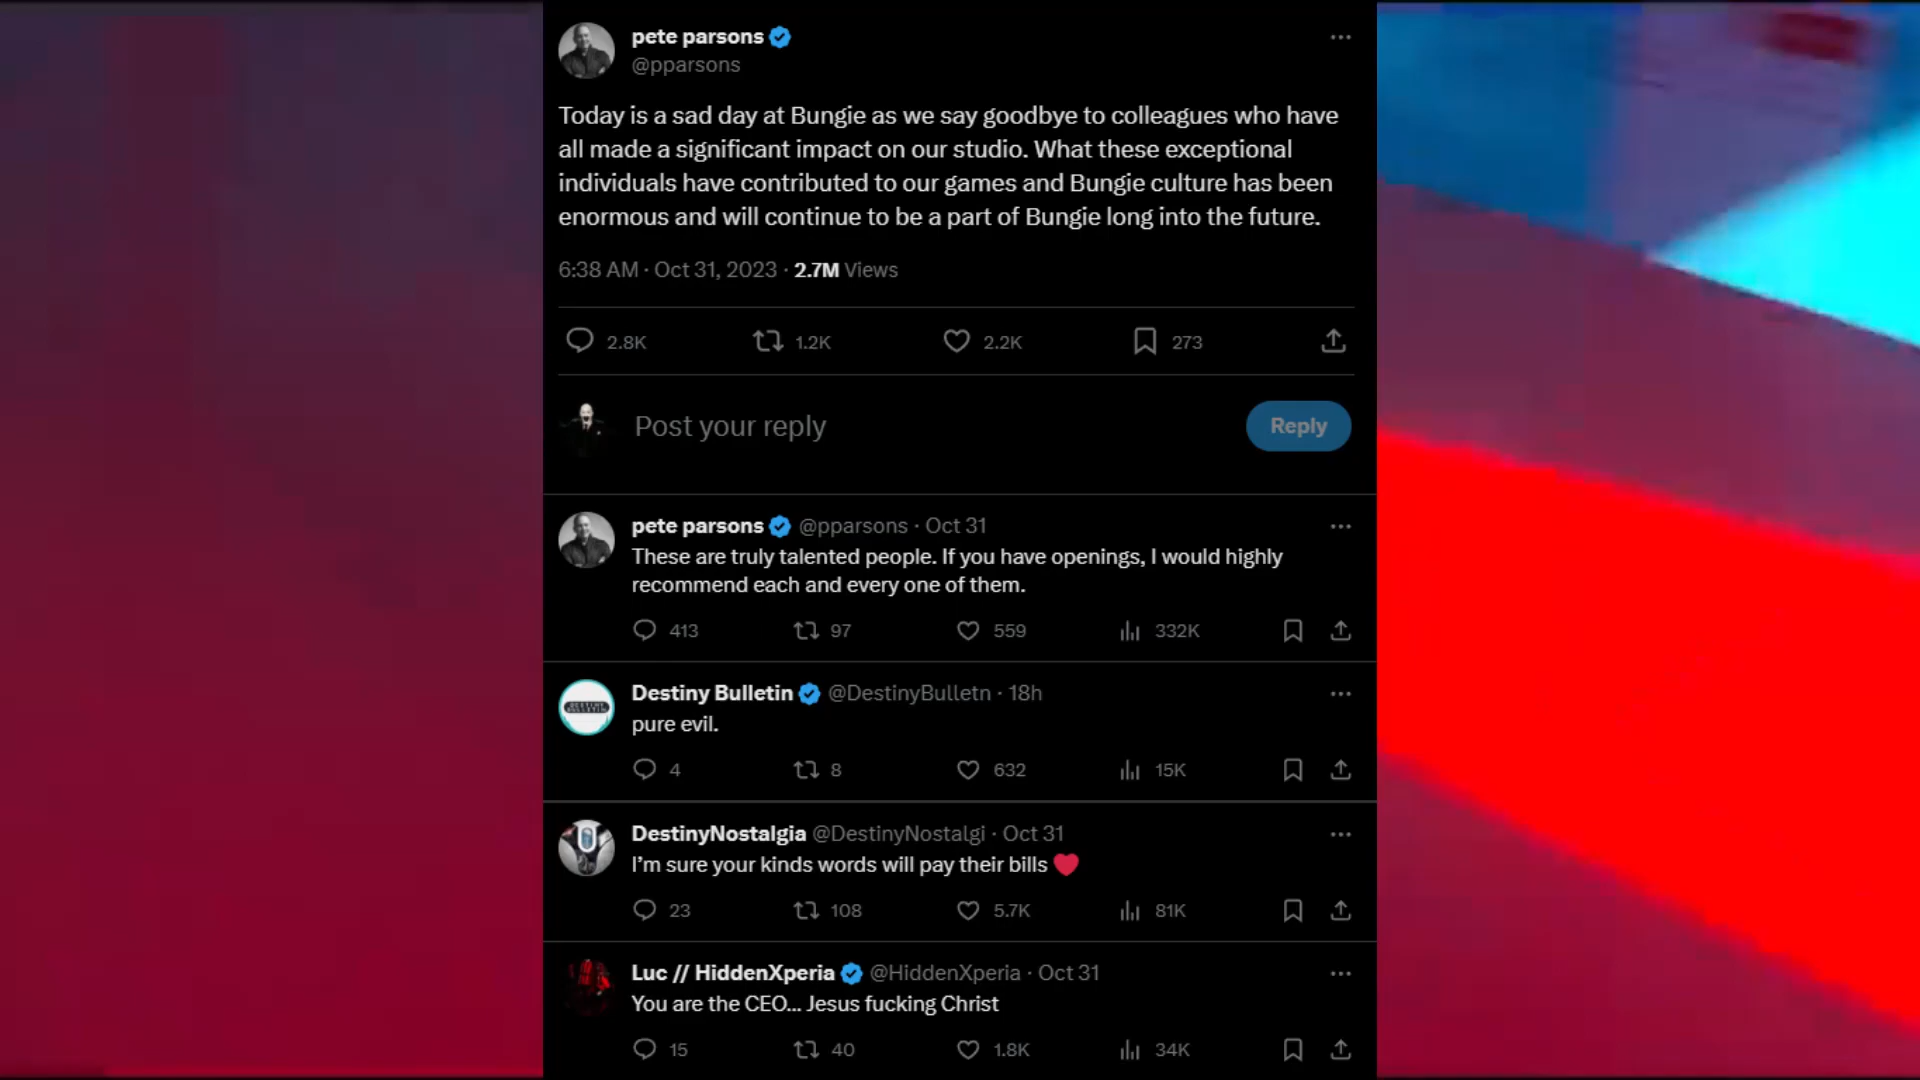 pete parsons
@pparsons
Today is a sad day at Bungie as we say goodbye to colleagues who have
all made a significant impact on our studio. What these exceptional
individuals have contributed to our games and Bungie culture has been
enormous and will continue to be a part of Bungie long into the future.
6:38 AM · Oct 31, 2023 · 2.7M Views
2.8K 1.2K 2.2K 273
Post your reply Reply
pete parsons @pparsons · Oct 31
These are truly talented people. If you have openings, I would highly
recommend each and every one of them.
413 97 559 332K
Destiny Bulletin @DestinyBulletn · 18h
DESTINY
BULLETIN
pure evil.
4 8 632 15K
DestinyNostalgia @DestinyNostalgi · Oct 31
I'm sure your kinds words will pay their bills ❤
23 108 5.7K 81K
Luc // HiddenXperia @HiddenXperia · Oct 31
You are the CEO... Jesus fucking Christ
15 40 1.8K 34K